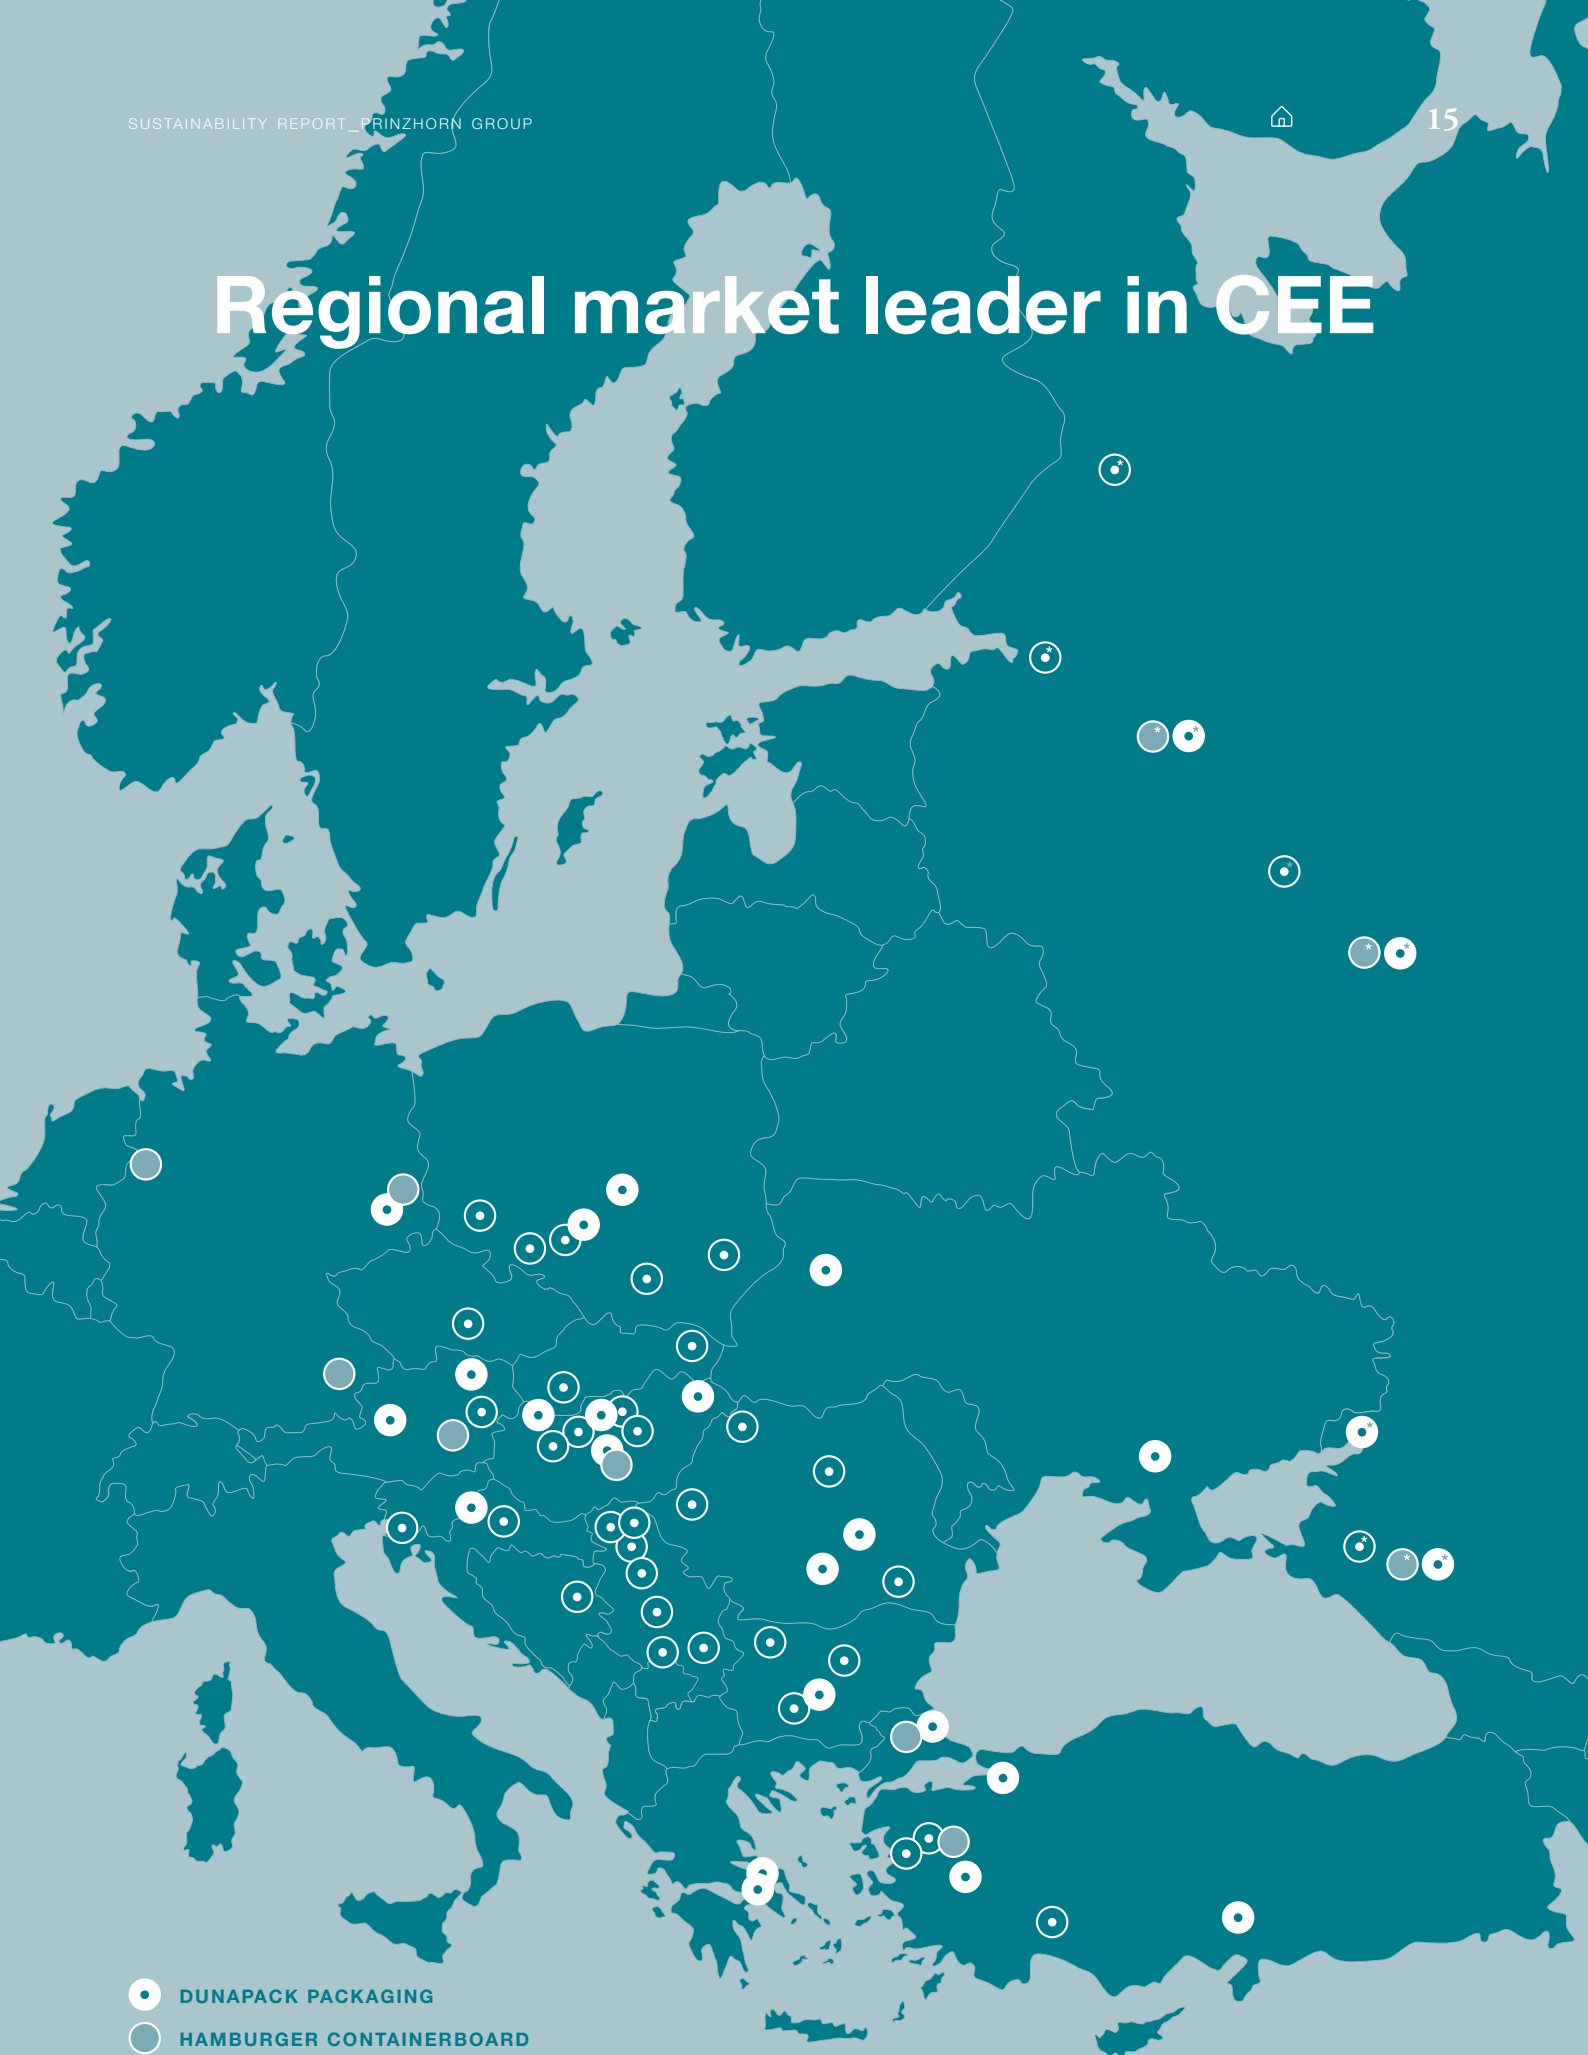 SUSTAINABILITY REPORT_PRINZHORN GROUP
15
Regional market leader in CEE
DUNAPACK PACKAGING
HAMBURGER CONTAINERBOARD